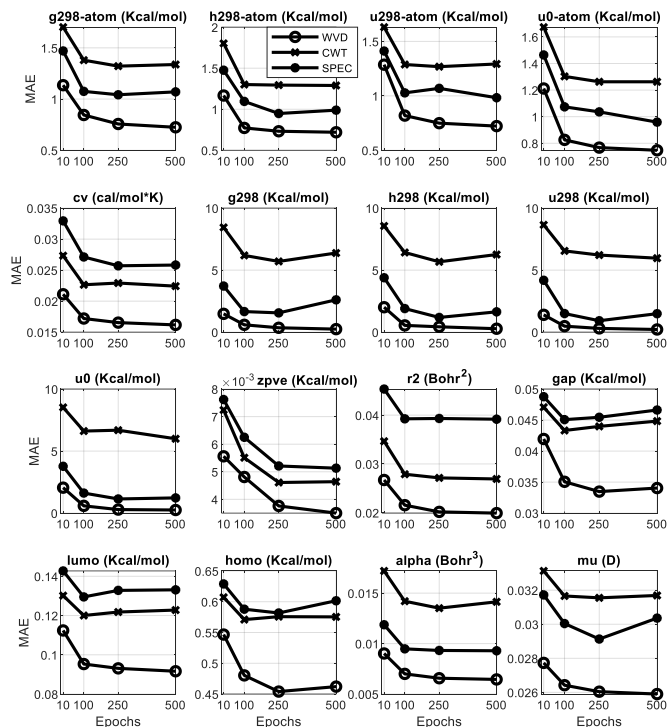 g298-atom (Kcal/mol)
h298-atom (Kcal/mol)
u298-atom (Kcal/mol)
u0-atom (Kcal/mol)
MAE
1.5
1
0.5
10 100 250 500
2
1.5
1
0.5
10 100 250 500
WVD
CWT
SPEC
1.5
1
0.5
10 100 250 500
1.6
1.4
1.2
1
0.8
10 100 250 500
cv (cal/mol*K)
g298 (Kcal/mol)
h298 (Kcal/mol)
u298 (Kcal/mol)
MAE
0.035
0.03
0.025
0.02
0.015
10 100 250 500
10
5
0
10 100 250 500
10
5
0
10 100 250 500
10
5
0
10 100 250 500
u0 (Kcal/mol)
×10⁻³ zpve (Kcal/mol)
r2 (Bohr²)
gap (Kcal/mol)
MAE
10
5
0
10 100 250 500
8
7
6
5
4
10 100 250 500
0.04
0.03
0.02
10 100 250 500
0.05
0.045
0.04
0.035
0.03
10 100 250 500
lumo (Kcal/mol)
homo (Kcal/mol)
alpha (Bohr³)
mu (D)
MAE
0.14
0.12
0.1
0.08
10 100 250 500
Epochs
0.65
0.6
0.55
0.5
0.45
10 100 250 500
Epochs
0.015
0.01
0.005
10 100 250 500
Epochs
0.032
0.03
0.028
0.026
10 100 250 500
Epochs